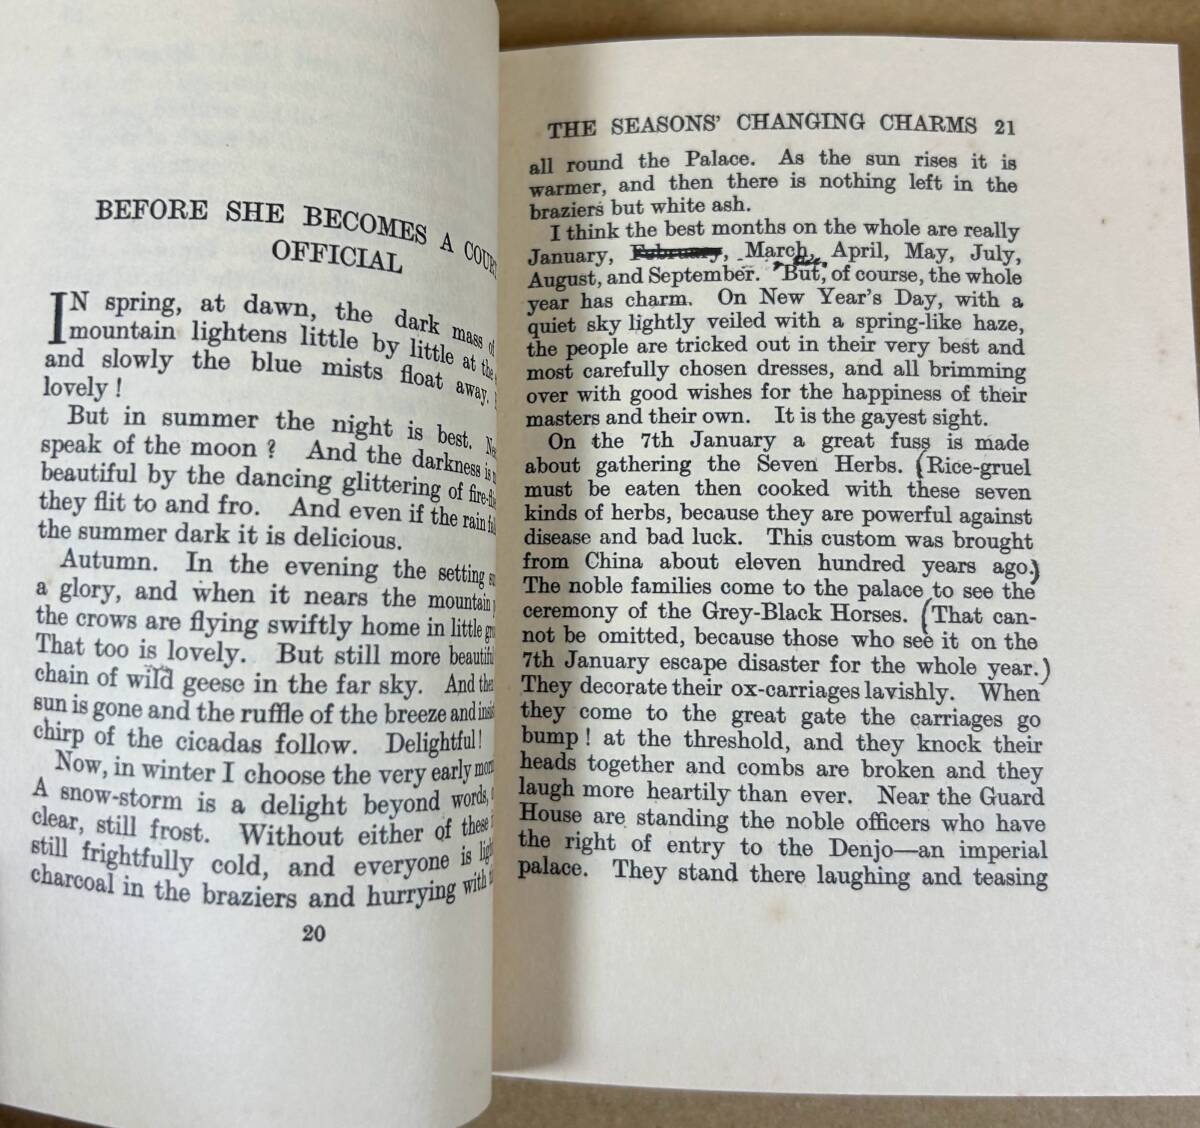 BEFORE SHE BECOMES A COUR
OFFICIAL
IN spring, at dawn, the dark mass of
mountain lightens little by little at the
and slowly the blue mists float away.
lovely !
But in summer the night is best.
speak of the moon ? And the darkness is
beautiful by the dancing glittering of fire-flie
they flit to and fro. And even if the rain
the summer dark it is delicious.
Autumn. In the evening the setting
a glory, and when it nears the mountain
the crows are flying swiftly home in little
That too is lovely. But still more beautiful
chain of wild geese in the far sky. And
sun is gone and the ruffle of the breeze and
chirp of the cicadas follow. Delightful !
Now, in winter I choose the very early
A snow-storm is a delight beyond words,
clear, still frost. Without either of these
still frightfully cold, and everyone is
charcoal in the braziers and hurrying with
20
THE SEASONS' CHANGING CHARMS 21
all round the Palace. As the sun rises it is
warmer, and then there is nothing left in the
braziers but white ash.
I think the best months on the whole are really
January, February, March, April, May, July,
August, and September. But, of course, the whole
year has charm. On New Year's Day, with a
quiet sky lightly veiled with a spring-like haze,
the people are tricked out in their very best and
most carefully chosen dresses, and all brimming
over with good wishes for the happiness of their
masters and their own. It is the gayest sight.
On the 7th January a great fuss is made
about gathering the Seven Herbs. (Rice-gruel
must be eaten then cooked with these seven
kinds of herbs, because they are powerful against
disease and bad luck. This custom was brought
from China about eleven hundred years ago.)
The noble families come to the palace to see the
ceremony of the Grey-Black Horses. (That can-
not be omitted, because those who see it on the
7th January escape disaster for the whole year.)
They decorate their ox-carriages lavishly. When
they come to the great gate the carriages go
bump ! at the threshold, and they knock their
heads together and combs are broken and they
laugh more heartily than ever. Near the Guard
House are standing the noble officers who have
the right of entry to the Denjo—an imperial
palace. They stand there laughing and teasing